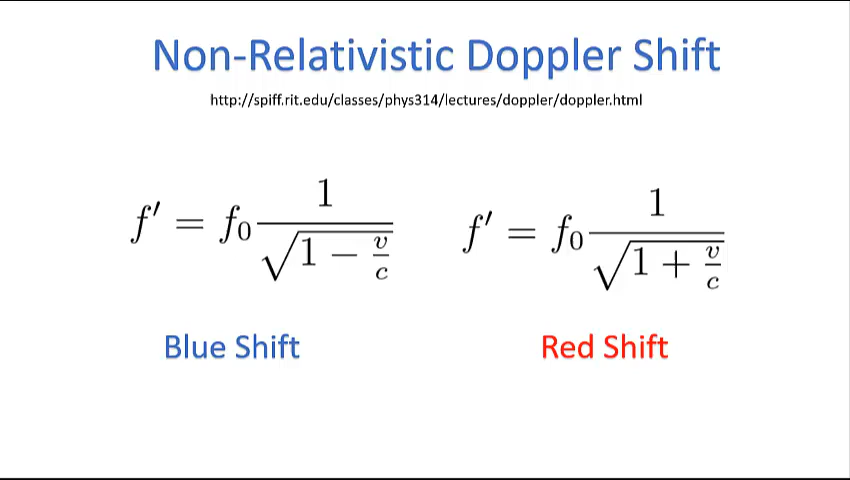 Non-Relativistic Doppler Shift
http://spiff.rit.edu/classes/phys314/lectures/doppler/doppler.html
f′ = f₀ 1/√(1 − v/c)
f′ = f₀ 1/√(1 + v/c)
Blue Shift
Red Shift